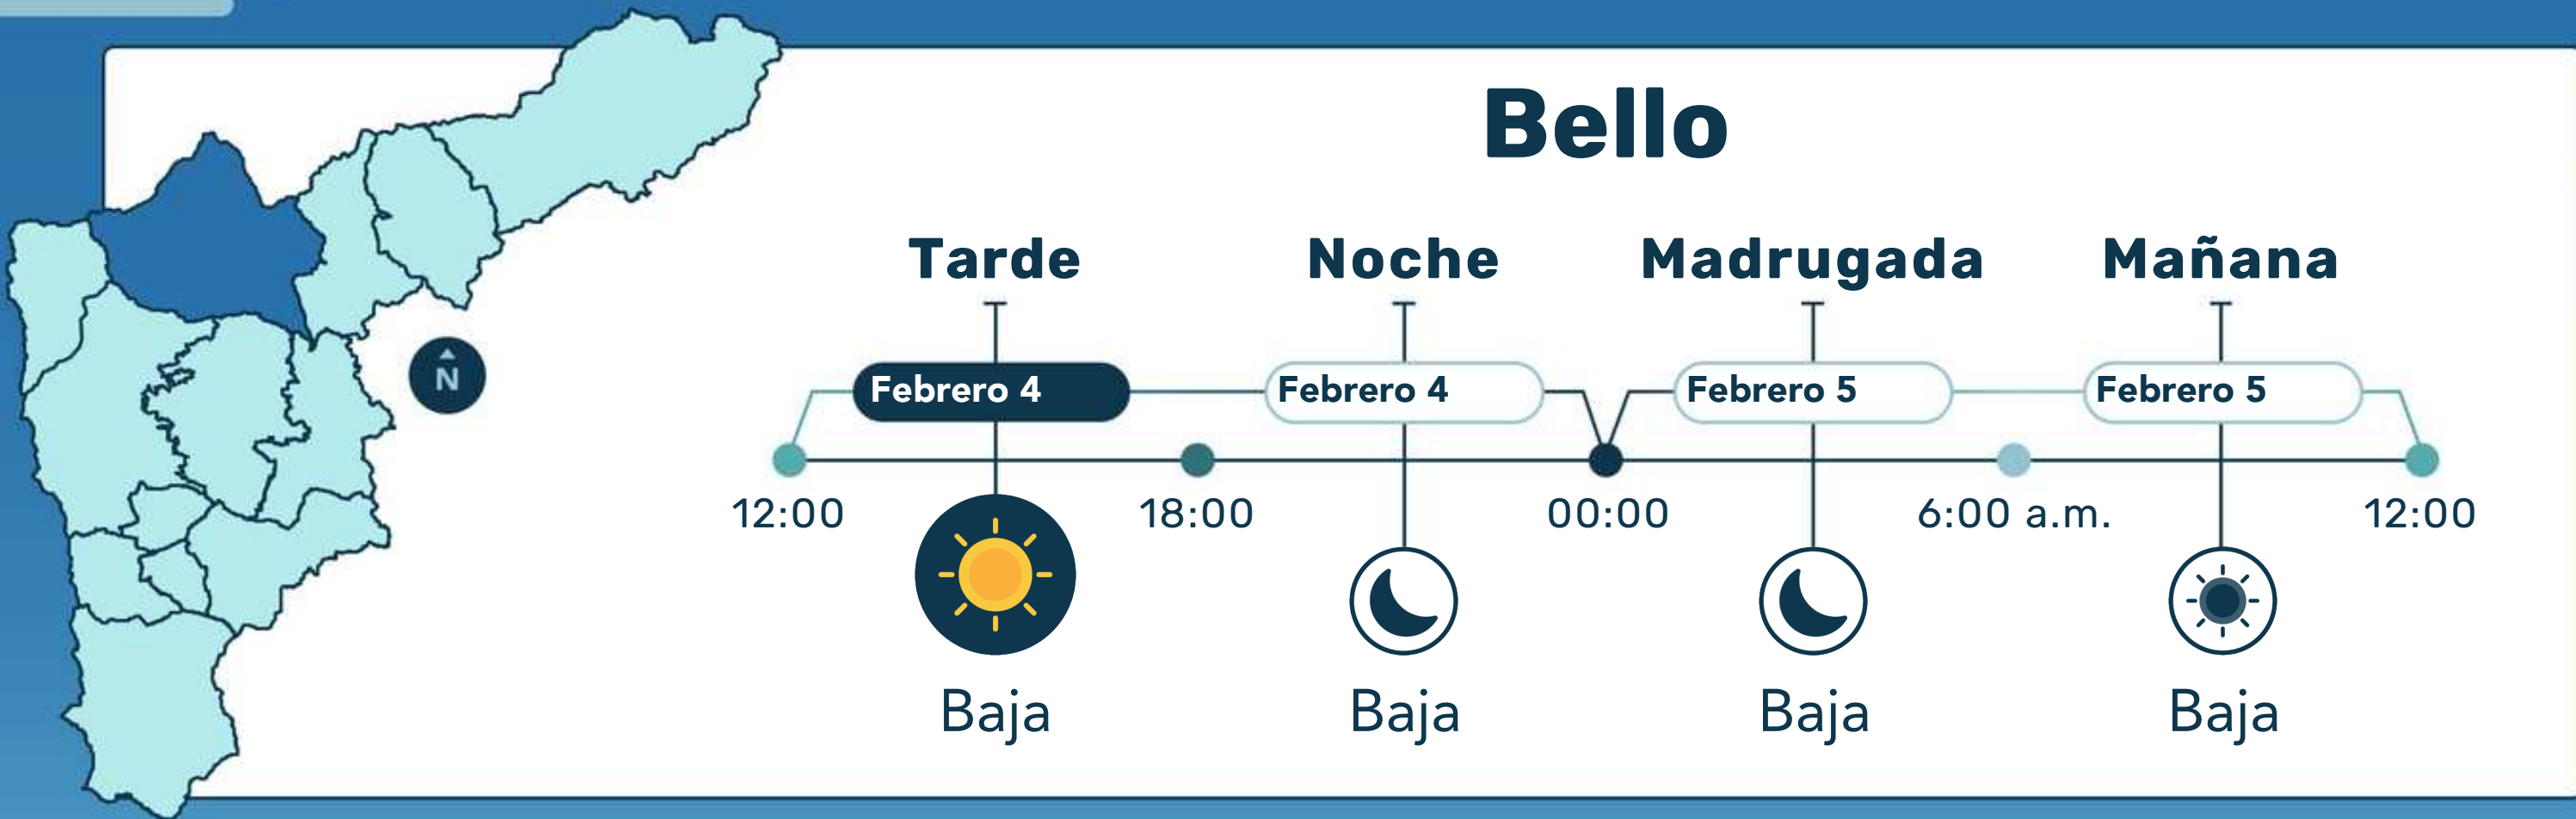 Bello
Tarde Noche Madrugada Mañana
Febrero 4 Febrero 4 Febrero 5 Febrero 5
N
12:00 18:00 00:00 6:00 a.m. 12:00
Baja Baja Baja Baja